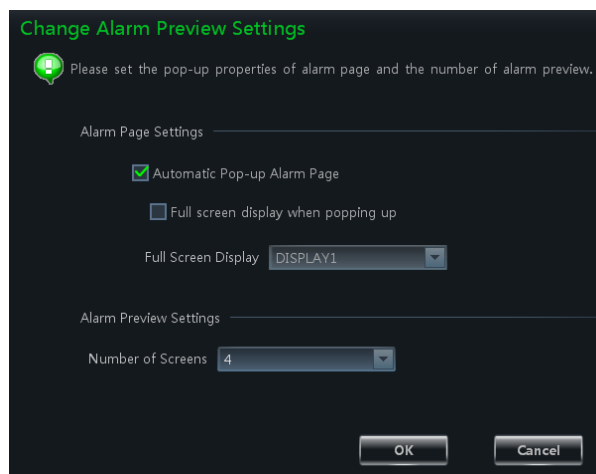 Change Alarm Preview Settings
Please set the pop-up properties of alarm page and the number of alarm preview.
Alarm Page Settings
Automatic Pop-up Alarm Page
Full screen display when popping up
Full Screen Display DISPLAY1
Alarm Preview Settings
Number of Screens 4
OK Cancel